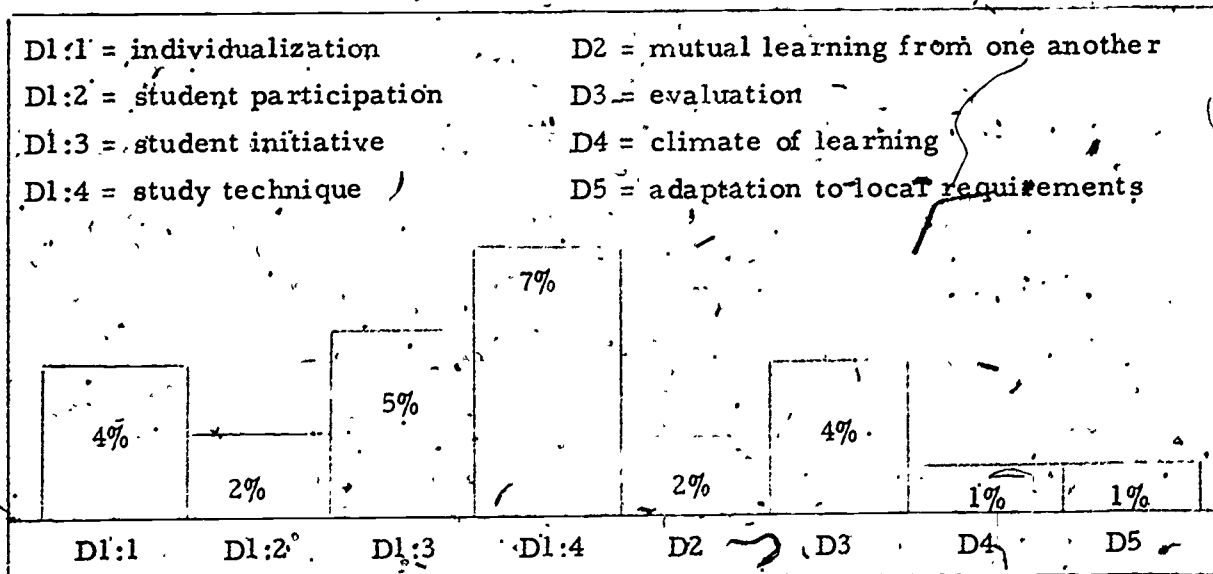 D1:1 = individualization
D1:2 = student participation
D1:3 = student initiative
D1:4 = study technique
D2 = mutual learning from one another
D3 = evaluation
D4 = climate of learning
D5 = adaptation to local requirements
7%
5%
4%
4%
2%
2%
1%
1%
D1:1 D1:2 D1:3 D1:4 D2 D3 D4 D5